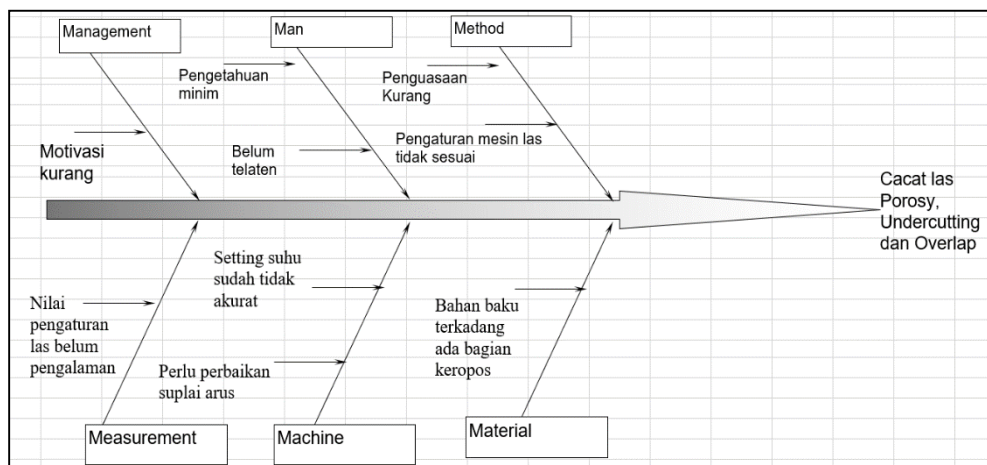 Management
Man
Method
Pengetahuan
minim
Penguasaan
Kurang
Motivasi
kurang
Belum
telaten
Pengaturan mesin las
tidak sesuai
Cacat las
Porosy,
Undercutting
dan Overlap
Nilai
pengaturan
las belum
pengalaman
Setting suhu
sudah tidak
akurat
Perlu perbaikan
suplai arus
Bahan baku
terkadang
ada bagian
keropos
Measurement
Machine
Material